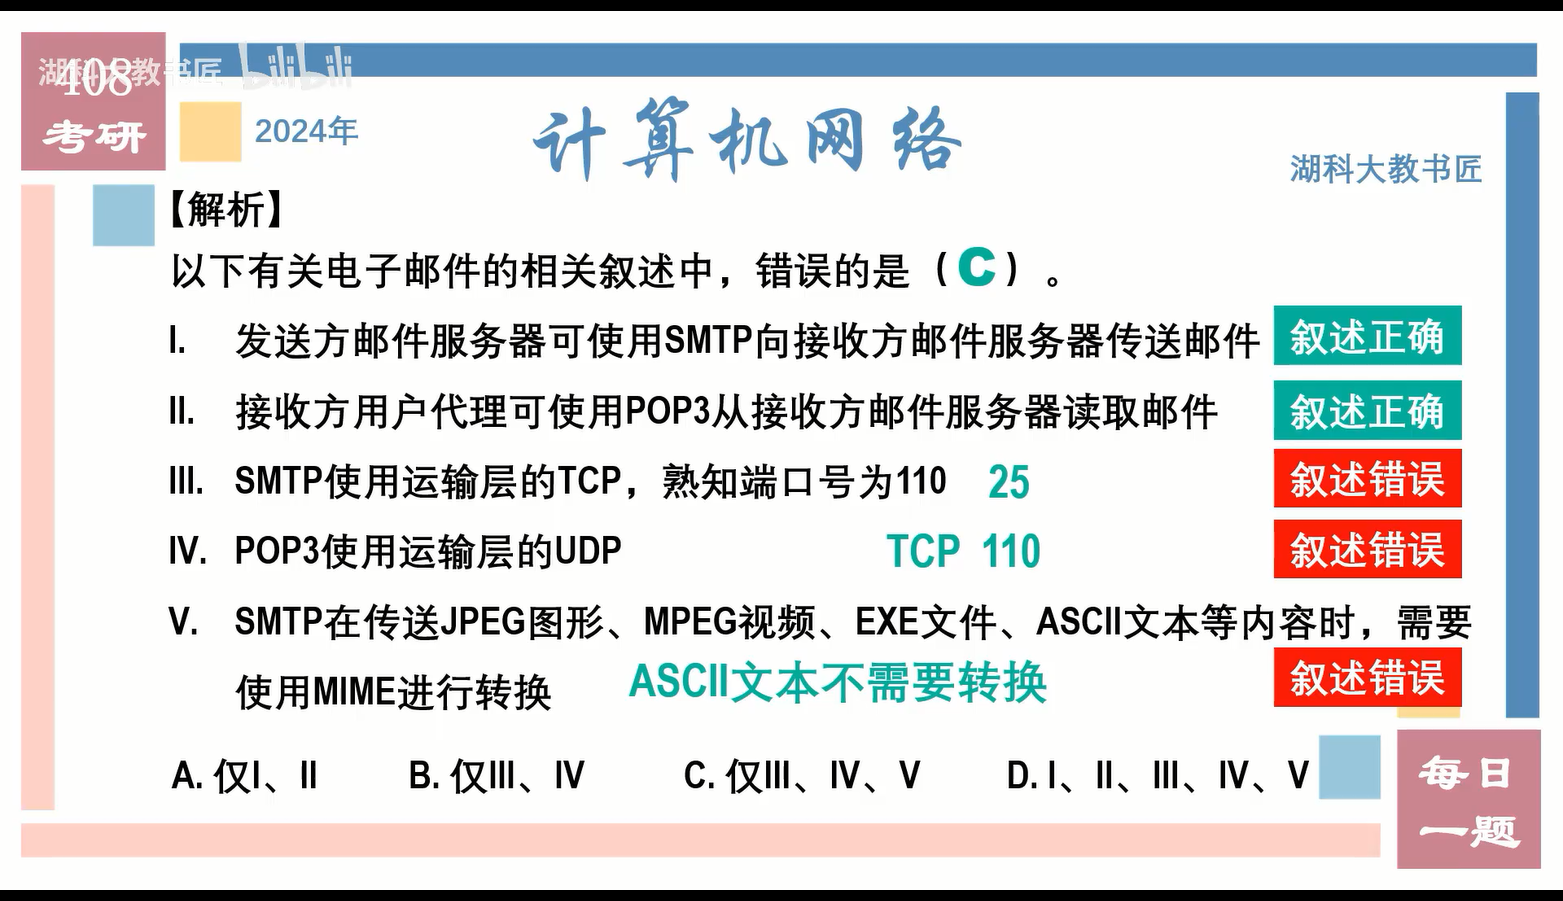 湖科大教书匠 bilibili
408
考研
2024年
计算机网络
湖科大教书匠
【解析】
以下有关电子邮件的相关叙述中，错误的是（C）。
I. 发送方邮件服务器可使用SMTP向接收方邮件服务器传送邮件 叙述正确
II. 接收方用户代理可使用POP3从接收方邮件服务器读取邮件 叙述正确
III. SMTP使用运输层的TCP，熟知端口号为110 25 叙述错误
IV. POP3使用运输层的UDP TCP 110 叙述错误
V. SMTP在传送JPEG图形、MPEG视频、EXE文件、ASCII文本等内容时，需要
使用MIME进行转换 ASCII文本不需要转换 叙述错误
A. 仅I、II B. 仅III、IV C. 仅III、IV、V D. I、II、III、IV、V
每日
一题